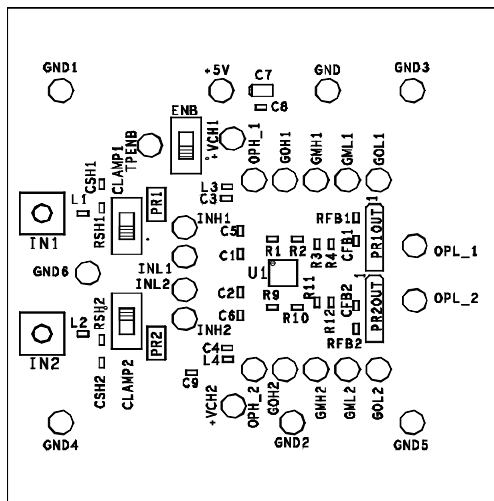 GND1
+5V
C7
GND
GND3
C8
ENB
TPENB
+VCH1
OPH_1
GOH1
GMH1
GML1
GOL1
CSH1
CLAMP1
L3
C3
L1
RSH1
PR1
INH1
C5
RFB1
1
PR1OUT
IN1
R1
R2
R3
R4
CFB1
OPL_1
INL1
C1
GND6
U1
INL2
C2
R9
R11
CFB2
1
PR2OUT
OPL_2
RSH2
C6
R10
R12
L2
INH2
RFB2
PR2
C4
L4
IN2
CSH2
CLAMP2
C9
+VCH2
OPH_2
GOH2
GMH2
GML2
GOL2
GND4
GND2
GND5